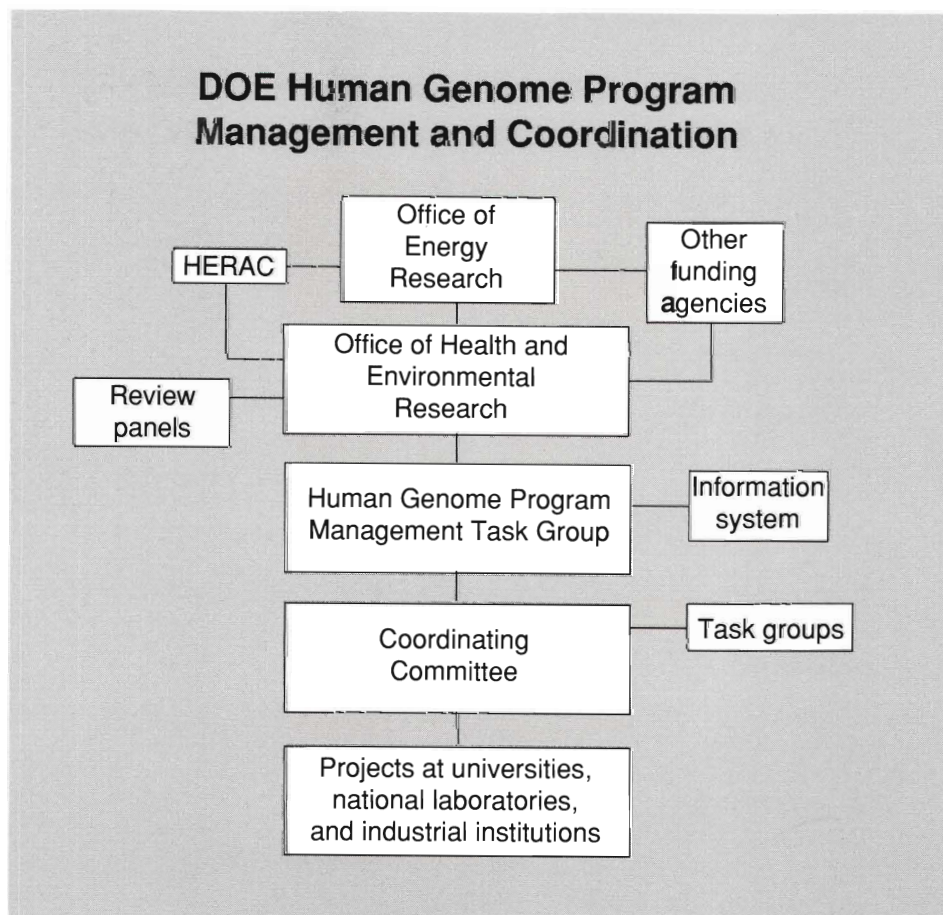 DOE Human Genome Program
Management and Coordination
Office of
Energy
Research
HERAC
Other
funding
agencies
Office of Health and
Environmental
Research
Review
panels
Human Genome Program
Management Task Group
Information
system
Coordinating
Committee
Task groups
Projects at universities,
national laboratories,
and industrial institutions